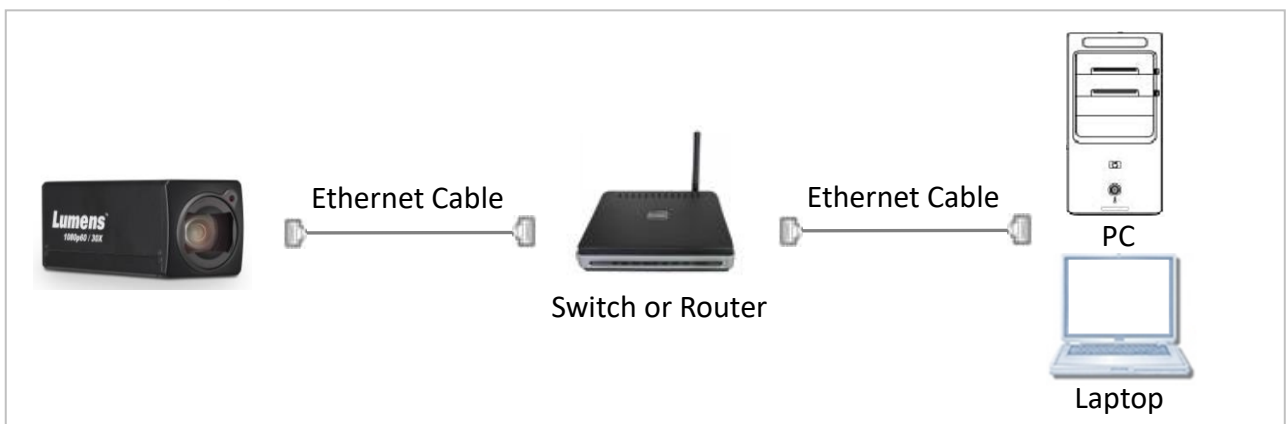 Lumens
1080p60 / 30X
Ethernet Cable
Switch or Router
Ethernet Cable
PC
Laptop